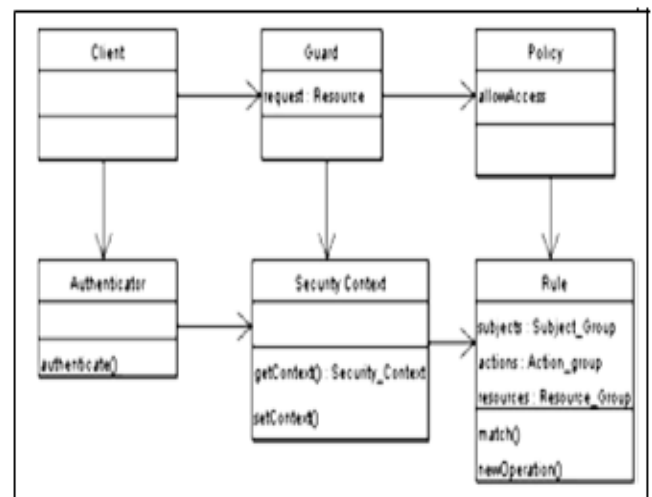 Client
Guard
request : Resource
Policy
allowAccess
Authenticator
authenticate()
Security Context
getContext() : Security_Context
setContext()
Rule
subjects : Subject_Group
actions : Action_group
resources : Resource_Group
match()
newOperation()